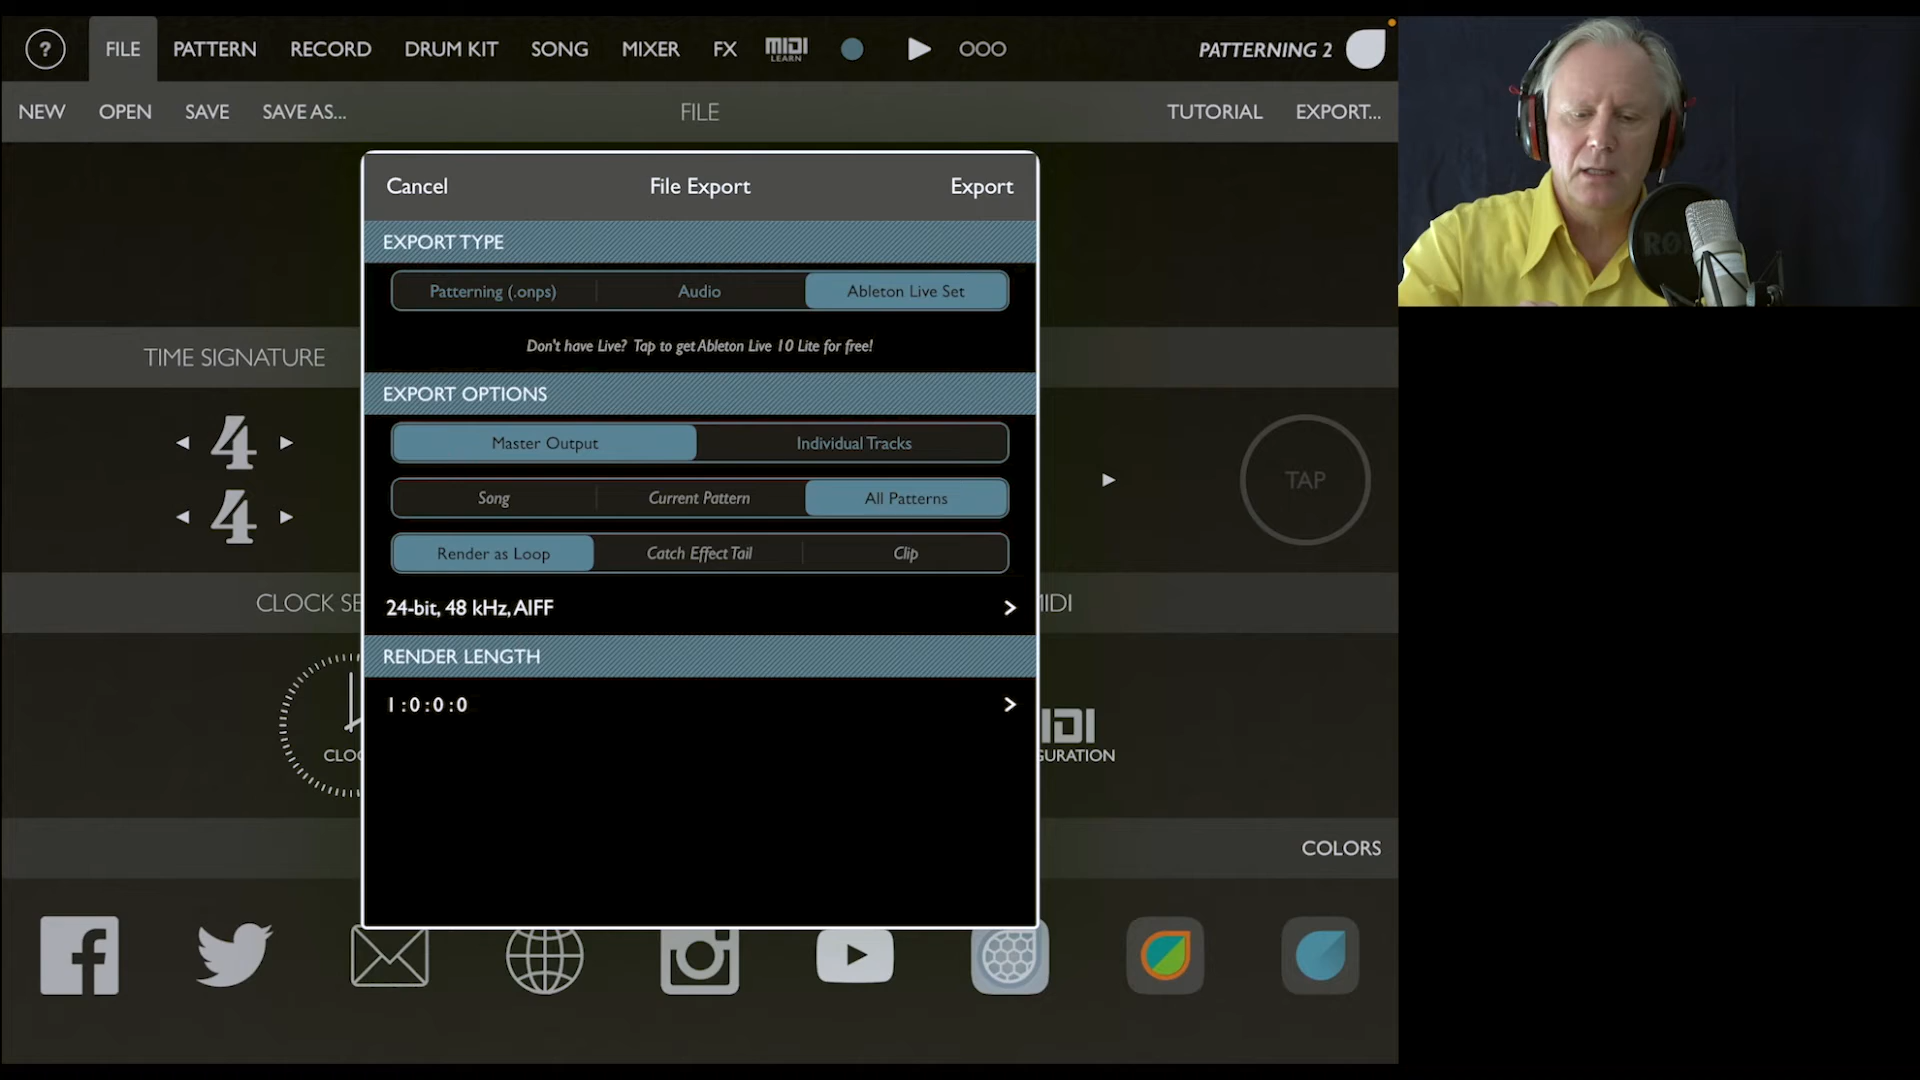 ?
FILE PATTERN RECORD DRUM KIT SONG MIXER FX MIDI LEARN PATTERNING 2
NEW OPEN SAVE SAVE AS... FILE TUTORIAL EXPORT...
Cancel File Export Export
EXPORT TYPE
Patterning (.onps) Audio Ableton Live Set
Don't have Live? Tap to get Ableton Live 10 Lite for free!
TIME SIGNATURE
EXPORT OPTIONS
4 Master Output Individual Tracks
TAP
Song Current Pattern All Patterns
4
Render as Loop Catch Effect Tail Clip
CLOCK SE 24-bit, 48 kHz, AIFF IDI
RENDER LENGTH
1:0:0:0
IDI
CLOC GURATION
COLORS
RØ